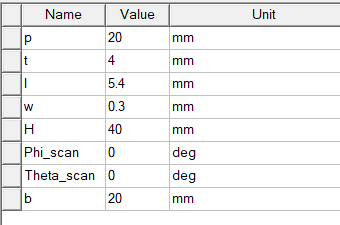 Name Value Unit
p 20 mm
t 4 mm
l 5.4 mm
w 0.3 mm
H 40 mm
Phi_scan 0 deg
Theta_scan 0 deg
b 20 mm